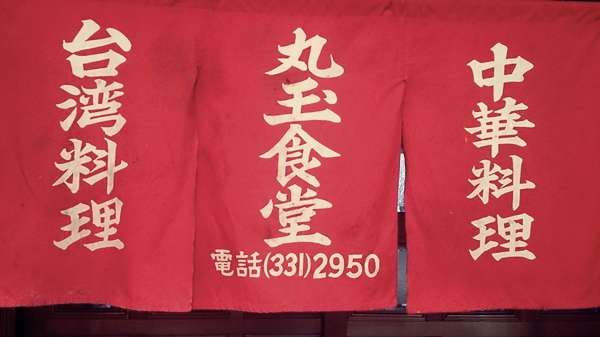 中華料理
丸玉食堂
電話(331)2950
台湾料理